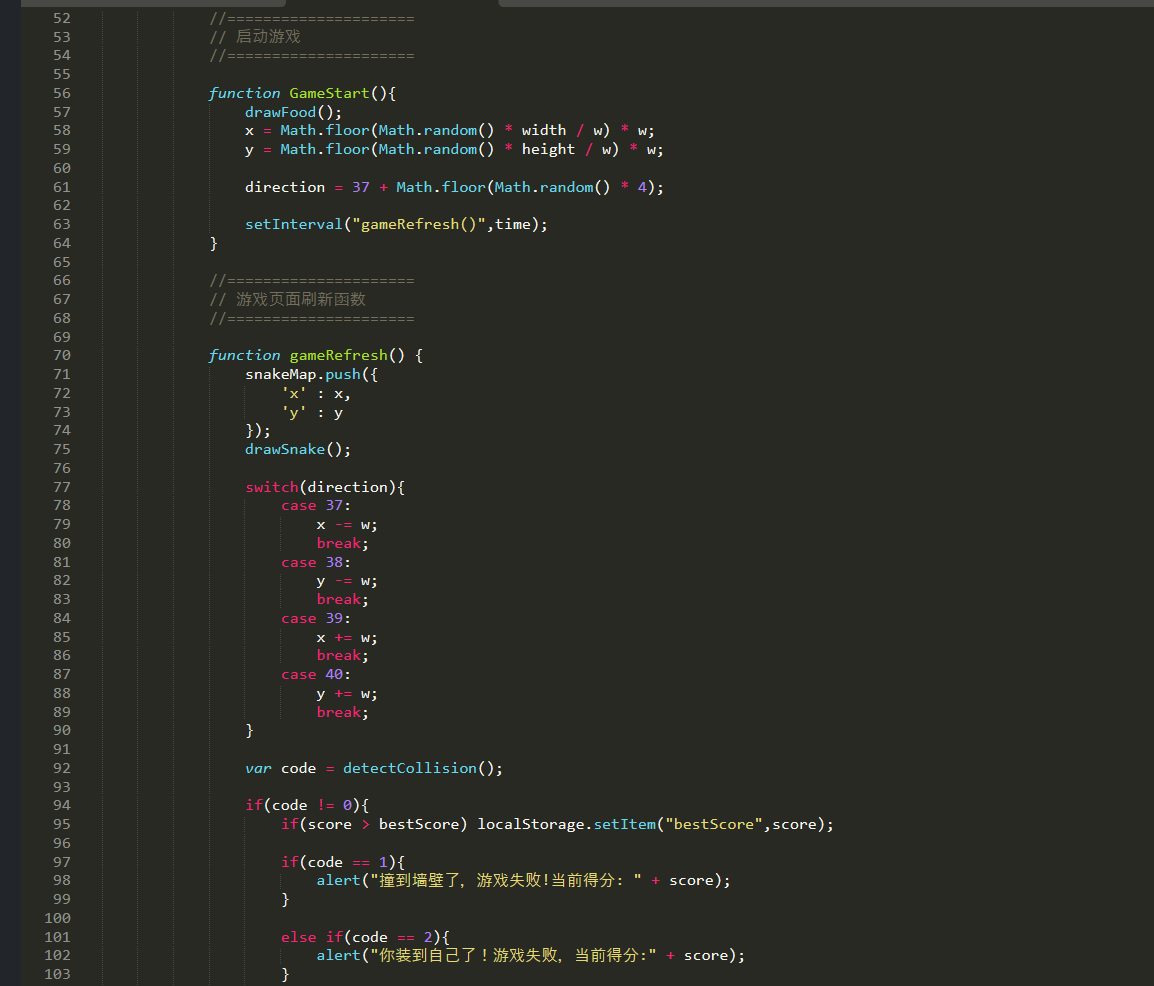 52 //=====================
53 // 启动游戏
54 //=====================
55
56 function GameStart(){
57 drawFood();
58 x = Math.floor(Math.random() * width / w) * w;
59 y = Math.floor(Math.random() * height / w) * w;
60
61 direction = 37 + Math.floor(Math.random() * 4);
62
63 setInterval("gameRefresh()",time);
64 }
65
66 //=====================
67 // 游戏页面刷新函数
68 //=====================
69
70 function gameRefresh() {
71 snakeMap.push({
72 'x' : x,
73 'y' : y
74 });
75 drawSnake();
76
77 switch(direction){
78 case 37:
79 x -= w;
80 break;
81 case 38:
82 y -= w;
83 break;
84 case 39:
85 x += w;
86 break;
87 case 40:
88 y += w;
89 break;
90 }
91
92 var code = detectCollision();
93
94 if(code != 0){
95 if(score > bestScore) localStorage.setItem("bestScore",score);
96
97 if(code == 1){
98 alert("撞到墙壁了，游戏失败!当前得分: " + score);
99 }
100
101 else if(code == 2){
102 alert("你装到自己了！游戏失败，当前得分:" + score);
103 }